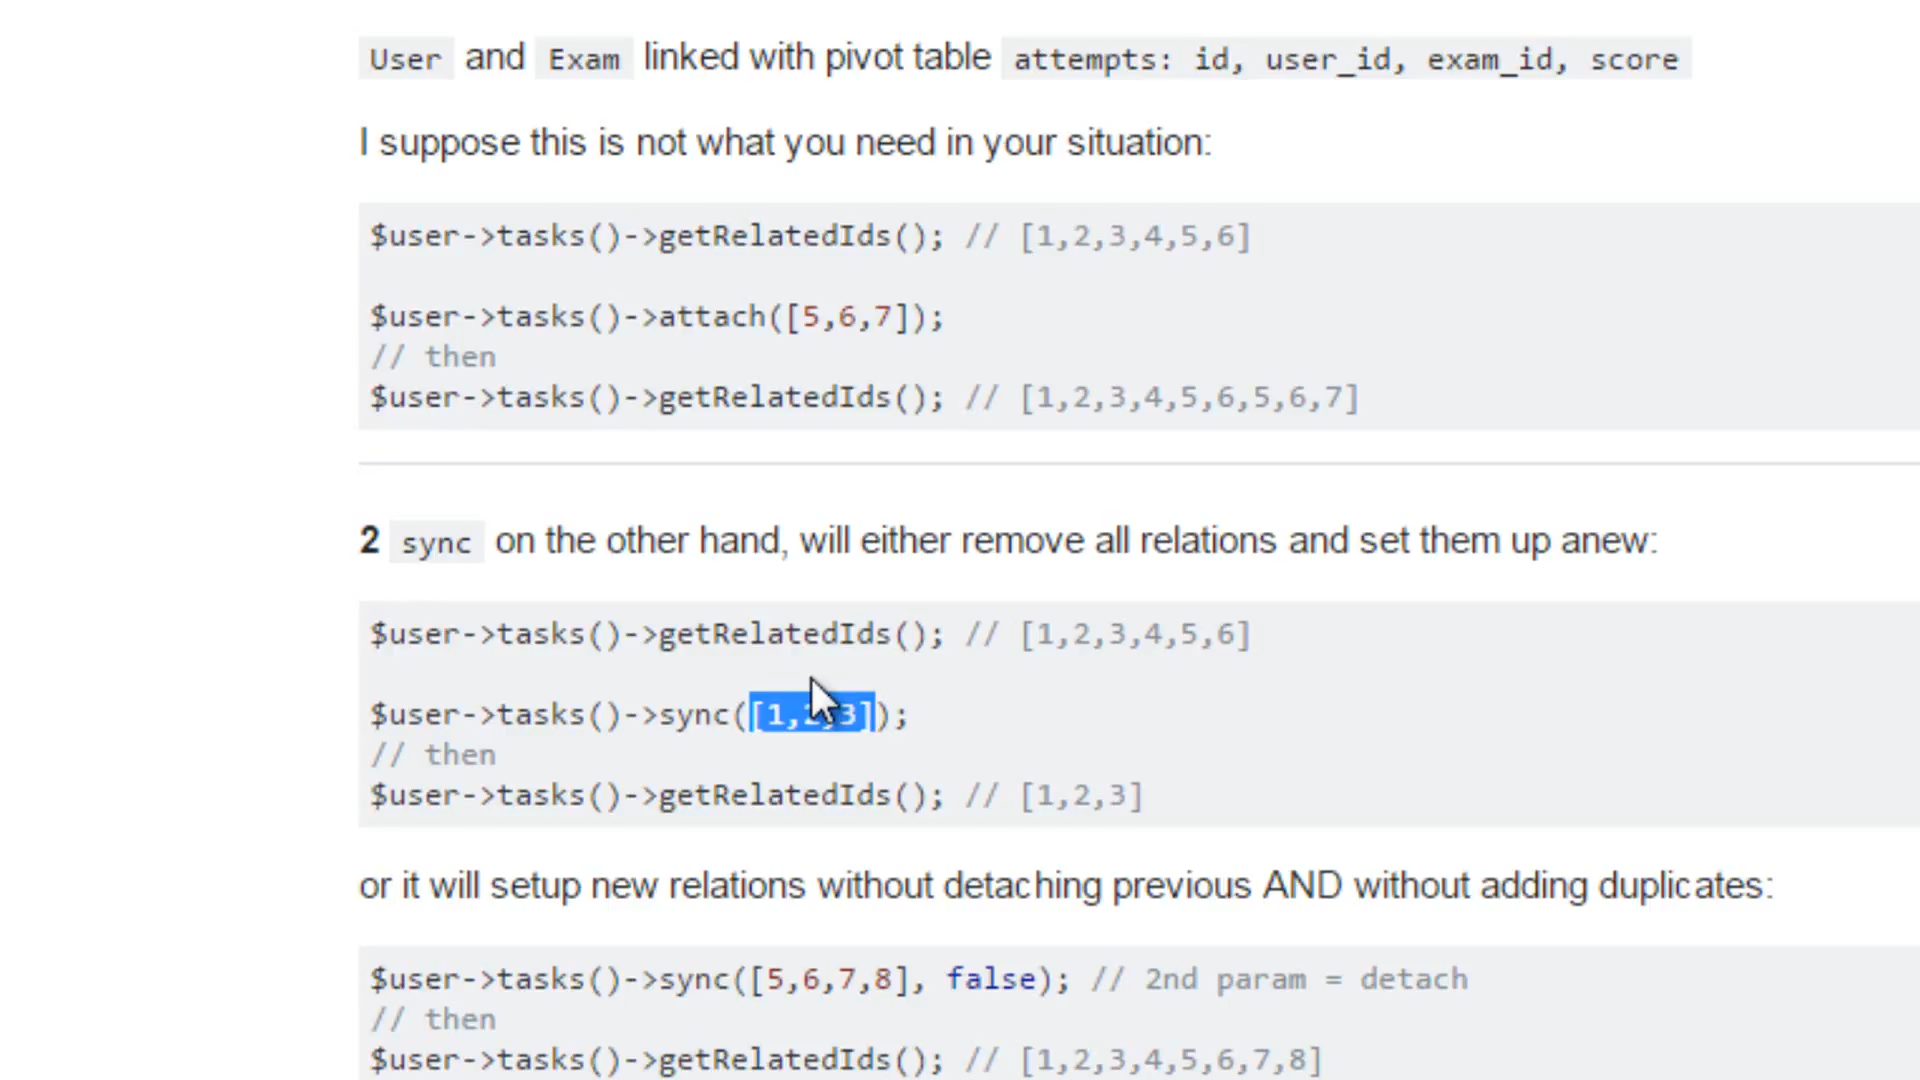 User and Exam linked with pivot table attempts: id, user_id, exam_id, score
I suppose this is not what you need in your situation:
$user->tasks()->getRelatedIds(); // [1,2,3,4,5,6]
$user->tasks()->attach([5,6,7]);
// then
$user->tasks()->getRelatedIds(); // [1,2,3,4,5,6,5,6,7]
2 sync on the other hand, will either remove all relations and set them up anew:
$user->tasks()->getRelatedIds(); // [1,2,3,4,5,6]
$user->tasks()->sync([1,2,3]);
// then
$user->tasks()->getRelatedIds(); // [1,2,3]
or it will setup new relations without detaching previous AND without adding duplicates:
$user->tasks()->sync([5,6,7,8], false); // 2nd param = detach
// then
$user->tasks()->getRelatedIds(); // [1,2,3,4,5,6,7,8]